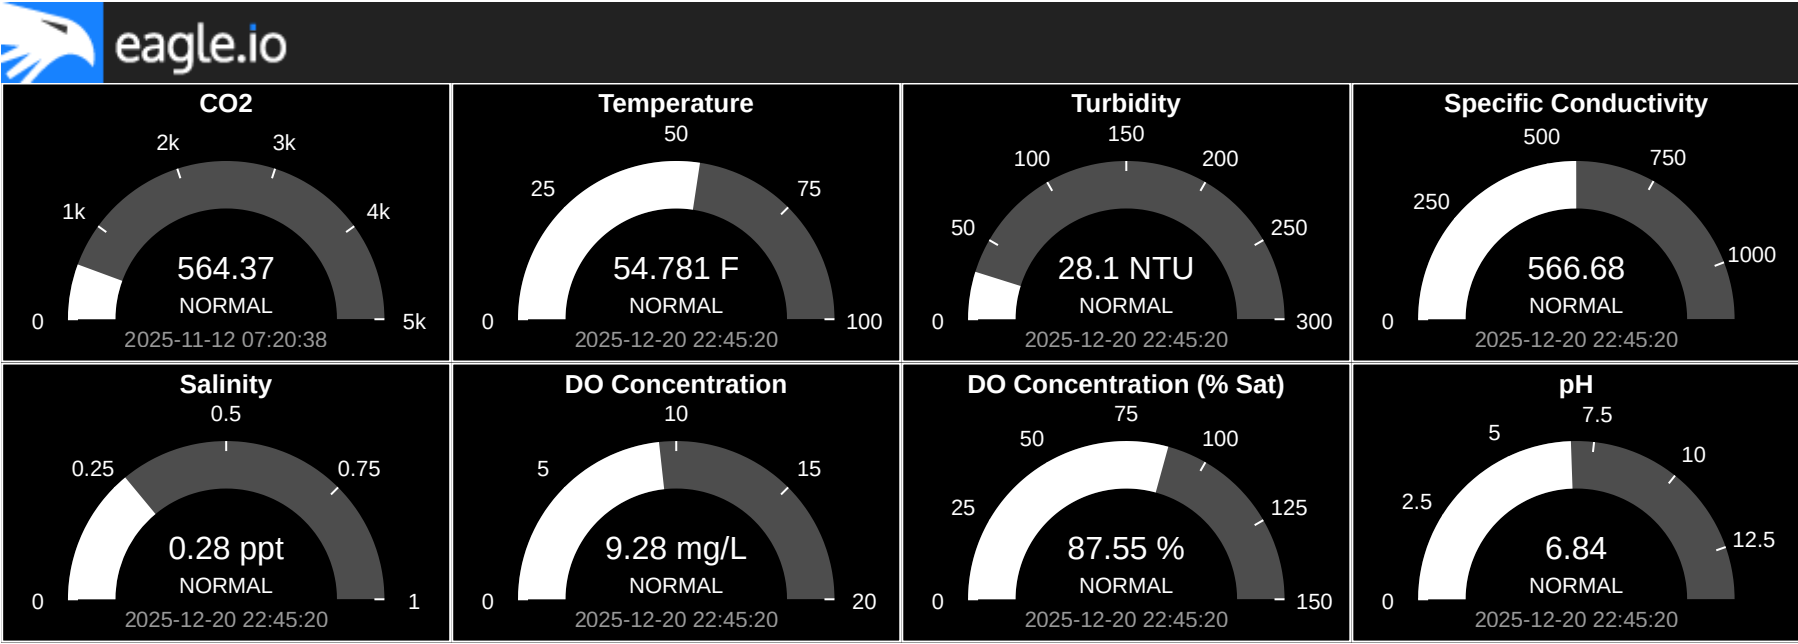 eagle.io
CO2
2k
3k
1k
4k
564.37
NORMAL
0
5k
2025-11-12 07:20:38
Temperature
50
25
75
54.781 F
NORMAL
0
100
2025-12-20 22:45:20
Turbidity
150
100
200
50
250
28.1 NTU
NORMAL
0
300
2025-12-20 22:45:20
Specific Conductivity
500
750
250
1000
566.68
NORMAL
0
2025-12-20 22:45:20
Salinity
0.5
0.25
0.75
0.28 ppt
NORMAL
0
1
2025-12-20 22:45:20
DO Concentration
10
5
15
9.28 mg/L
NORMAL
0
20
2025-12-20 22:45:20
DO Concentration (% Sat)
75
50
100
25
125
87.55 %
NORMAL
0
150
2025-12-20 22:45:20
pH
7.5
5
10
2.5
12.5
6.84
NORMAL
0
2025-12-20 22:45:20